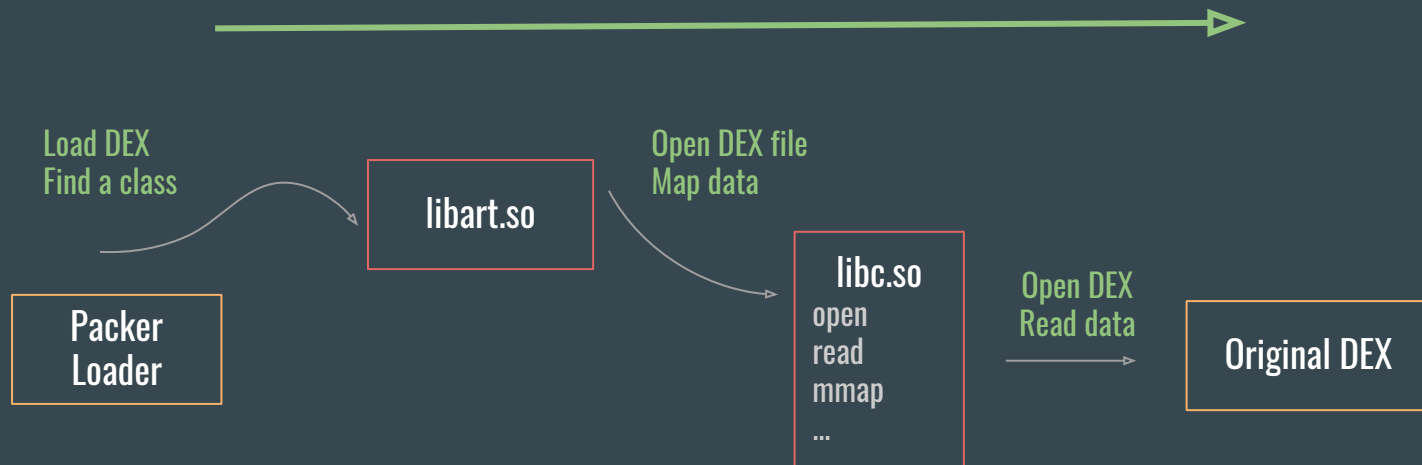 Load DEX
Find a class
Packer
Loader
libart.so
Open DEX file
Map data
libc.so
open
read
mmap
...
Open DEX
Read data
Original DEX